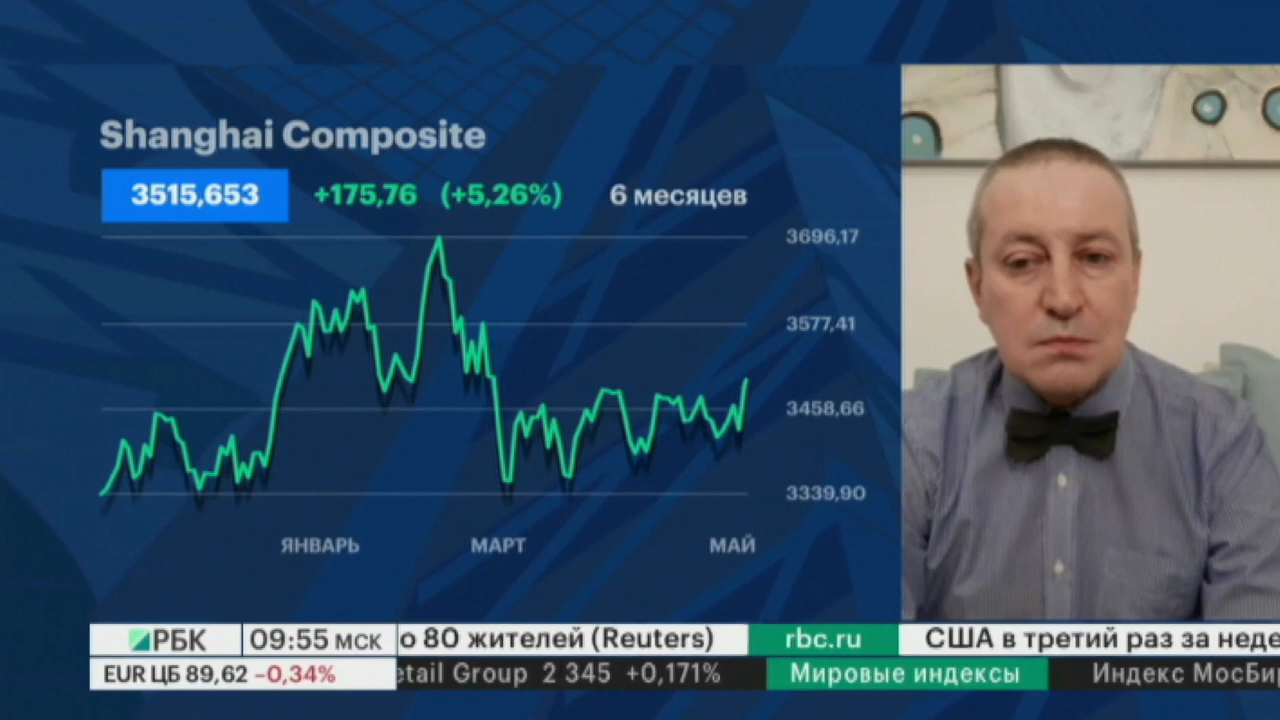 Shanghai Composite
3515,653 +175,76 (+5,26%) 6 месяцев
3696,17
3577,41
3458,66
3339,90
ЯНВАРЬ МАРТ МАЙ
РБК 09:55 МСК о 80 жителей (Reuters) rbc.ru США в третий раз за неде
EUR ЦБ 89,62 –0,34% etail Group 2 345 +0,171% Мировые индексы Индекс МосБир